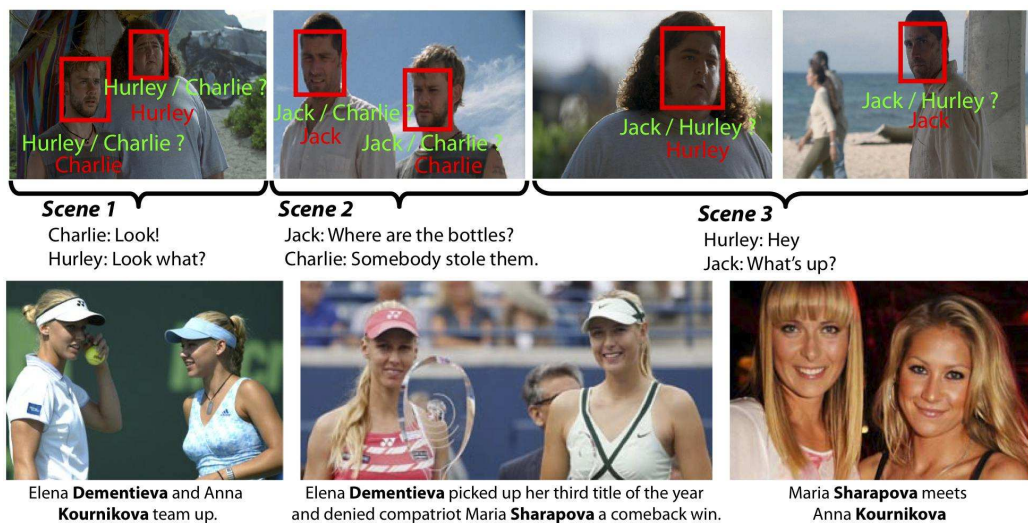 Hurley / Charlie ?
Hurley
Hurley / Charlie ?
Charlie
Jack / Charlie ?
Jack
Jack / Charlie ?
Charlie
Jack / Hurley ?
Hurley
Jack / Hurley ?
Jack
Scene 1
Charlie: Look!
Hurley: Look what?
Scene 2
Jack: Where are the bottles?
Charlie: Somebody stole them.
Scene 3
Hurley: Hey
Jack: What's up?
Elena Dementieva and Anna
Kournikova team up.
Elena Dementieva picked up her third title of the year
and denied compatriot Maria Sharapova a comeback win.
Maria Sharapova meets
Anna Kournikova